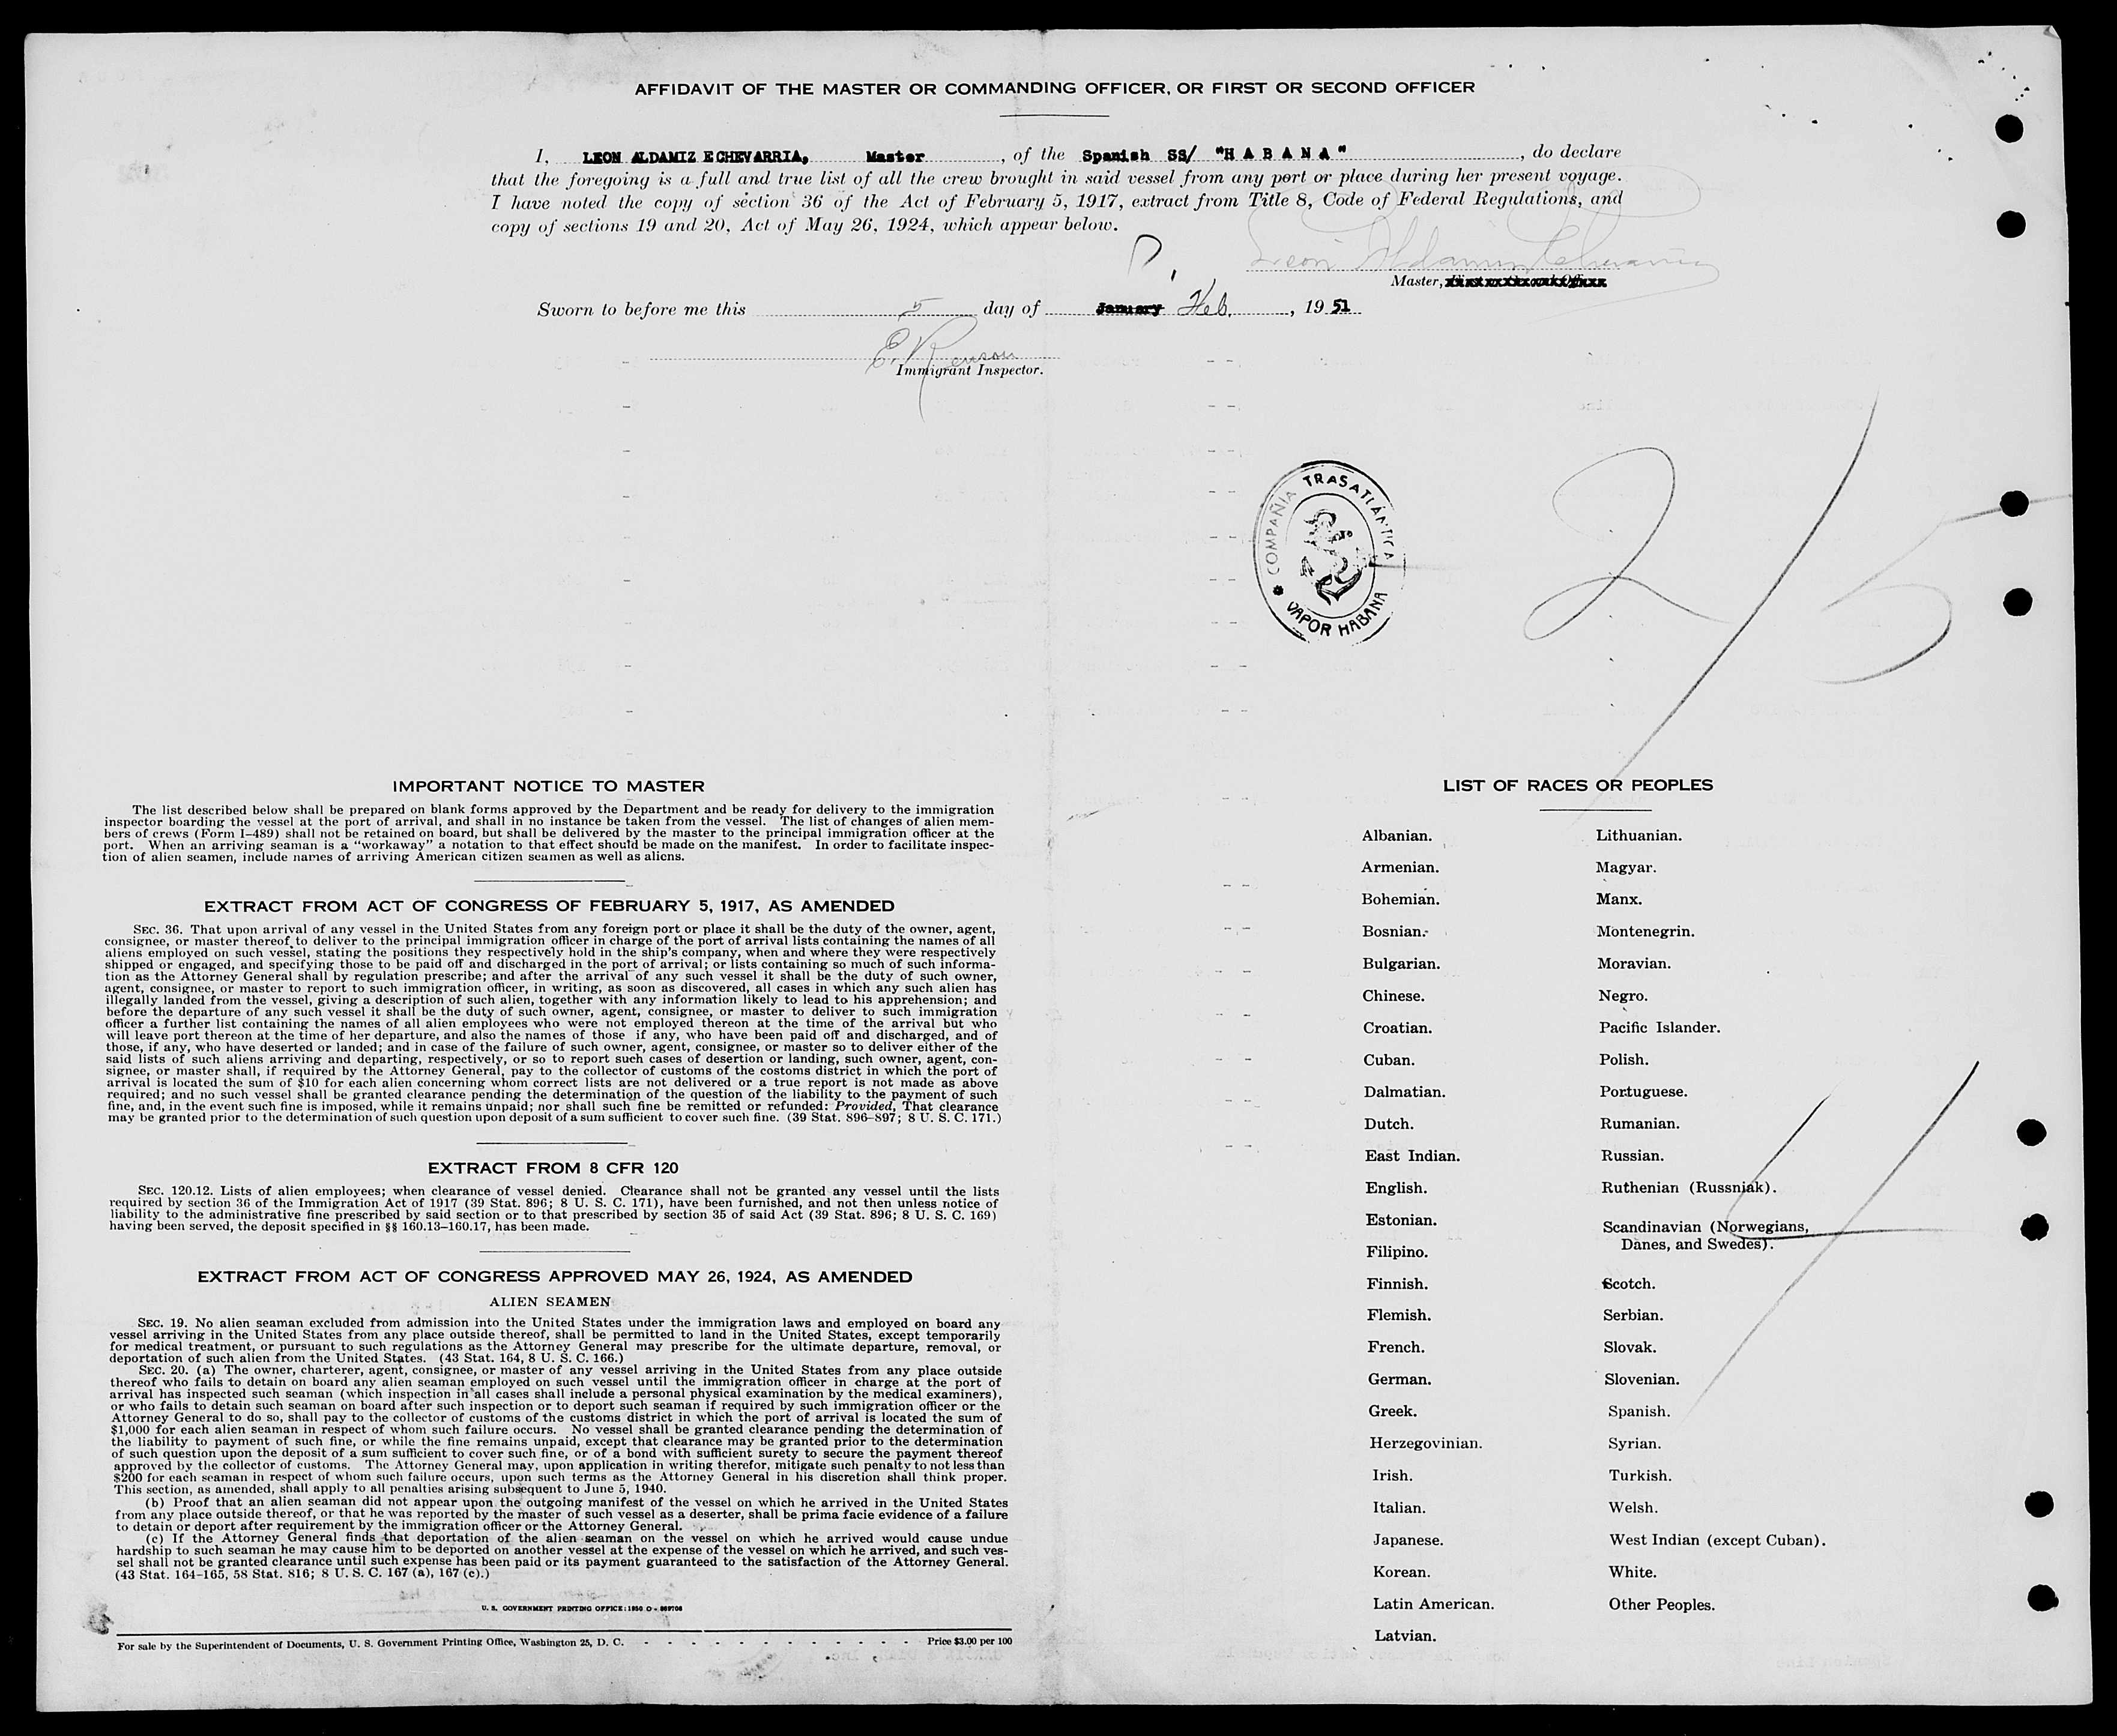 AFFIDAVIT OF THE MASTER OR COMMANDING OFFICER, OR FIRST OR SECOND OFFICER
I, LEON ALDAMIZ ECHEVARRIA, Master, of the Spanish SS/ "H A B A N A", do declare
that the foregoing is a full and true list of all the crew brought in said vessel from any port or place during her present voyage.
I have noted the copy of section 36 of the Act of February 5, 1917, extract from Title 8, Code of Federal Regulations, and
copy of sections 19 and 20, Act of May 26, 1924, which appear below.
Leon Aldamiz Echevarria
Master,
Sworn to before me this 5 day of January Feb., 19 51
Immigrant Inspector.
COMPAÑIA TRASATLÁNTICA
VAPOR HABANA
2/5
IMPORTANT NOTICE TO MASTER
The list described below shall be prepared on blank forms approved by the Department and be ready for delivery to the immigration
inspector boarding the vessel at the port of arrival, and shall in no instance be taken from the vessel. The list of changes of alien mem-
bers of crews (Form I-489) shall not be retained on board, but shall be delivered by the master to the principal immigration officer at the
port. When an arriving seaman is a "workaway" a notation to that effect should be made on the manifest. In order to facilitate inspec-
tion of alien seamen, include names of arriving American citizen seamen as well as aliens.
EXTRACT FROM ACT OF CONGRESS OF FEBRUARY 5, 1917, AS AMENDED
SEC. 36. That upon arrival of any vessel in the United States from any foreign port or place it shall be the duty of the owner, agent,
consignee, or master thereof to deliver to the principal immigration officer in charge of the port of arrival lists containing the names of all
aliens employed on such vessel, stating the positions they respectively hold in the ship's company, when and where they were respectively
shipped or engaged, and specifying those to be paid off and discharged in the port of arrival; or lists containing so much of such informa-
tion as the Attorney General shall by regulation prescribe; and after the arrival of any such vessel it shall be the duty of such owner,
agent, consignee, or master to report to such immigration officer, in writing, as soon as discovered, all cases in which any such alien has
illegally landed from the vessel, giving a description of such alien, together with any information likely to lead to his apprehension; and
before the departure of any such vessel it shall be the duty of such owner, agent, consignee, or master to deliver to such immigration
officer a further list containing the names of all alien employees who were not employed thereon at the time of the arrival but who
will leave port thereon at the time of her departure, and also the names of those if any, who have been paid off and discharged, and of
those, if any, who have deserted or landed; and in case of the failure of such owner, agent, consignee, or master so to deliver either of the
said lists of such aliens arriving and departing, respectively, or so to report such cases of desertion or landing, such owner, agent, con-
signee, or master shall, if required by the Attorney General, pay to the collector of customs of the costoms district in which the port of
arrival is located the sum of $10 for each alien concerning whom correct lists are not delivered or a true report is not made as above
required; and no such vessel shall be granted clearance pending the determination of the question of the liability to the payment of such
fine, and, in the event such fine is imposed, while it remains unpaid; nor shall such fine be remitted or refunded: Provided, That clearance
may be granted prior to the determination of such question upon deposit of a sum sufficient to cover such fine. (39 Stat. 896-897; 8 U. S. C. 171.)
EXTRACT FROM 8 CFR 120
SEC. 120.12. Lists of alien employees; when clearance of vessel denied. Clearance shall not be granted any vessel until the lists
required by section 36 of the Immigration Act of 1917 (39 Stat. 896; 8 U. S. C. 171), have been furnished, and not then unless notice of
liability to the administrative fine prescribed by said section or to that prescribed by section 35 of said Act (39 Stat. 896; 8 U. S. C. 169)
having been served, the deposit specified in §§ 160.13-160.17, has been made.
EXTRACT FROM ACT OF CONGRESS APPROVED MAY 26, 1924, AS AMENDED
ALIEN SEAMEN
SEC. 19. No alien seaman excluded from admission into the United States under the immigration laws and employed on board any
vessel arriving in the United States from any place outside thereof, shall be permitted to land in the United States, except temporarily
for medical treatment, or pursuant to such regulations as the Attorney General may prescribe for the ultimate departure, removal, or
deportation of such alien from the United States. (43 Stat. 164, 8 U. S. C. 166.)
SEC. 20. (a) The owner, charterer, agent, consignee, or master of any vessel arriving in the United States from any place outside
thereof who fails to detain on board any alien seaman employed on such vessel until the immigration officer in charge at the port of
arrival has inspected such seaman (which inspection in all cases shall include a personal physical examination by the medical examiners),
or who fails to detain such seaman on board after such inspection or to deport such seaman if required by such immigration officer or the
Attorney General to do so, shall pay to the collector of customs of the customs district in which the port of arrival is located the sum of
$1,000 for each alien seaman in respect of whom such failure occurs. No vessel shall be granted clearance pending the determination of
the liability to payment of such fine, or while the fine remains unpaid, except that clearance may be granted prior to the determination
of such question upon the deposit of a sum sufficient to cover such fine, or of a bond with sufficient surety to secure the payment thereof
approved by the collector of customs. The Attorney General may, upon application in writing therefor, mitigate such penalty to not less than
$200 for each seaman in respect of whom such failure occurs, upon such terms as the Attorney General in his discretion shall think proper.
This section, as amended, shall apply to all penalties arising subsequent to June 5, 1940.
(b) Proof that an alien seaman did not appear upon the outgoing manifest of the vessel on which he arrived in the United States
from any place outside thereof, or that he was reported by the master of such vessel as a deserter, shall be prima facie evidence of a failure
to detain or deport after requirement by the immigration officer or the Attorney General.
(c) If the Attorney General finds that deportation of the alien seaman on the vessel on which he arrived would cause undue
hardship to such seaman he may cause him to be deported on another vessel at the expense of the vessel on which he arrived, and such ves-
sel shall not be granted clearance until such expense has been paid or its payment guaranteed to the satisfaction of the Attorney General.
(43 Stat. 164-165, 58 Stat. 816; 8 U. S. C. 167 (a), 167 (c).)
U. S. GOVERNMENT PRINTING OFFICE: 1950 O-
For sale by the Superintendent of Documents, U. S. Government Printing Office, Washington 25, D. C. - - - - - - - - - - - - Price $3.00 per 100
LIST OF RACES OR PEOPLES
Albanian.
Armenian.
Bohemian.
Bosnian.
Bulgarian.
Chinese.
Croatian.
Cuban.
Dalmatian.
Dutch.
East Indian.
English.
Estonian.
Filipino.
Finnish.
Flemish.
French.
German.
Greek.
Herzegovinian.
Irish.
Italian.
Japanese.
Korean.
Latin American.
Latvian.
Lithuanian.
Magyar.
Manx.
Montenegrin.
Moravian.
Negro.
Pacific Islander.
Polish.
Portuguese.
Rumanian.
Russian.
Ruthenian (Russniak).
Scandinavian (Norwegians,
Danes, and Swedes).
Scotch.
Serbian.
Slovak.
Slovenian.
Spanish.
Syrian.
Turkish.
Welsh.
West Indian (except Cuban).
White.
Other Peoples.
4